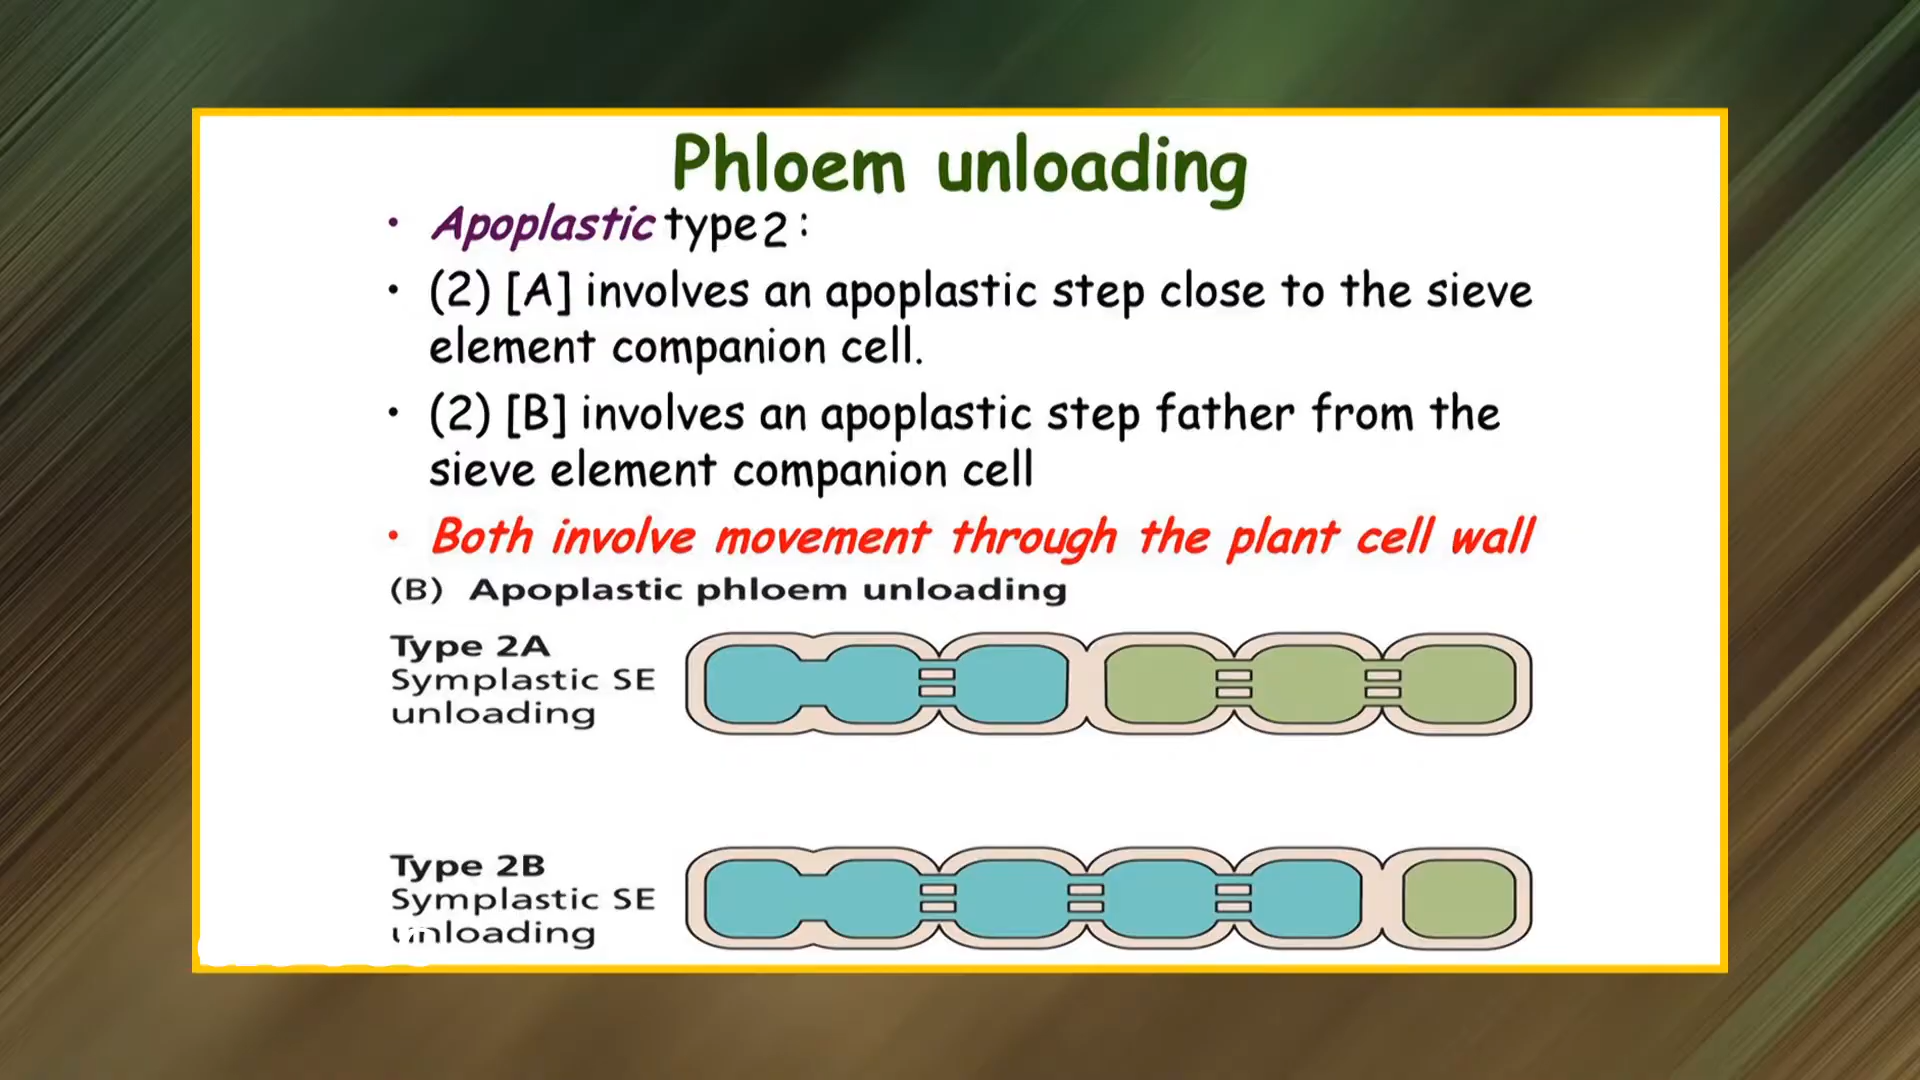 Phloem unloading
• Apoplastic type 2 :
• (2) [A] involves an apoplastic step close to the sieve
element companion cell.
• (2) [B] involves an apoplastic step father from the
sieve element companion cell
• Both involve movement through the plant cell wall
(B) Apoplastic phloem unloading
Type 2A
Symplastic SE
unloading
Type 2B
Symplastic SE
unloading